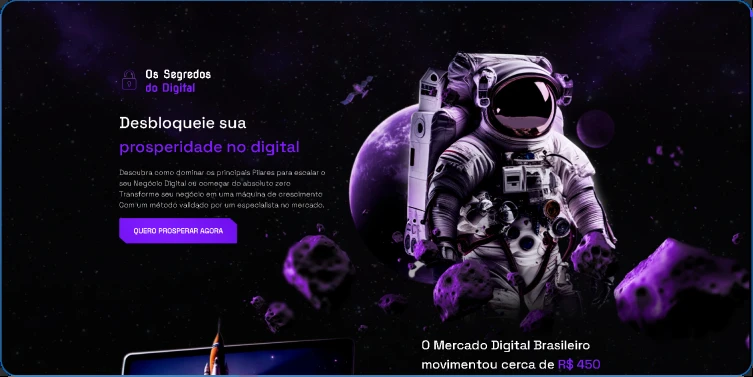 Os Segredos
do Digital
Desbloqueie sua
prosperidade no digital
Descubra como dominar os principais Pilares para escalar o
seu Negócio Digital ou começar do absoluto zero
Transforme seu negócio em uma máquina de crescimento
Com um método validado por um especialista no mercado.
QUERO PROSPERAR AGORA
O Mercado Digital Brasileiro
movimentou cerca de R$ 450